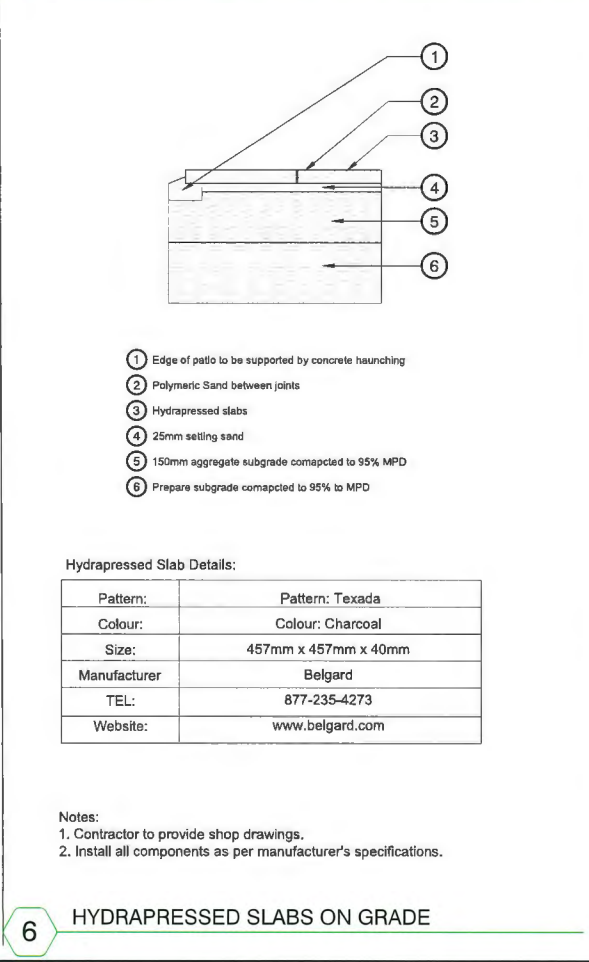 1
2
3
4
5
6
1 Edge of patio to be supported by concrete haunching
2 Polymeric Sand between joints
3 Hydrapressed slabs
4 25mm setting sand
5 150mm aggregate subgrade comapcted to 95% MPD
6 Prepare subgrade comapcted to 95% to MPD
Hydrapressed Slab Details:
Pattern: Pattern: Texada
Colour: Colour: Charcoal
Size: 457mm x 457mm x 40mm
Manufacturer Belgard
TEL: 877-235-4273
Website: www.belgard.com
Notes:
1. Contractor to provide shop drawings.
2. Install all components as per manufacturer's specifications.
6 HYDRAPRESSED SLABS ON GRADE